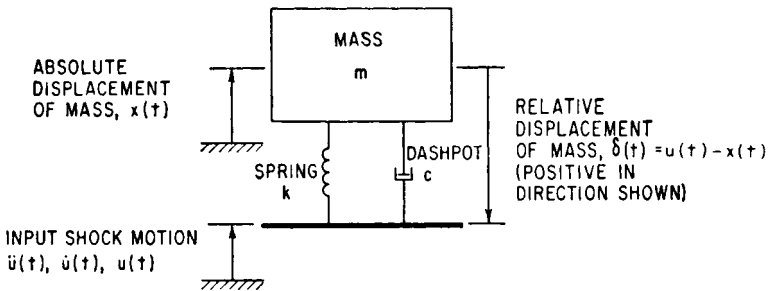 MASS
m
ABSOLUTE
DISPLACEMENT
OF MASS, x(t)
SPRING
k
DASHPOT
c
RELATIVE
DISPLACEMENT
OF MASS, δ(t) = u(t) − x(t)
(POSITIVE IN
DIRECTION SHOWN)
INPUT SHOCK MOTION
ü(t), u̇(t), u(t)